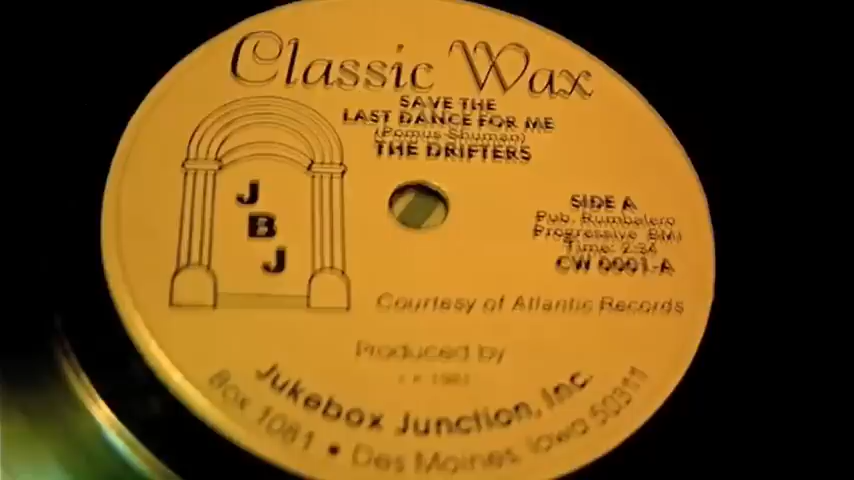 Classic Wax
SAVE THE
LAST DANCE FOR ME
(Pomus-Shuman)
THE DRIFTERS
J
B
J
SIDE A
Pub. Rumbalero
Progressive BMI
Time: 2:34
CW 0001-A
Courtesy of Atlantic Records
Produced by
Jukebox Junction, Inc.
Box 1081 • Des Moines, Iowa 50311